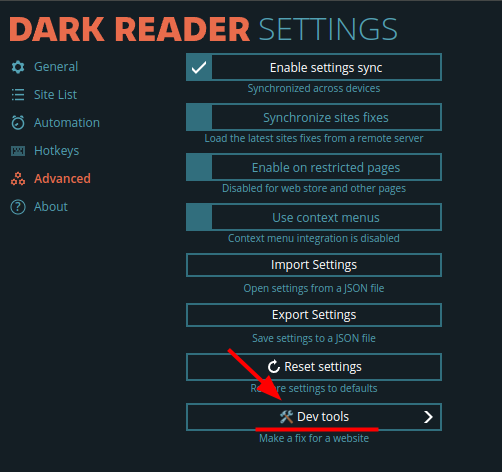 DARK READER SETTINGS
General
Site List
Automation
Hotkeys
Advanced
About
Enable settings sync
Synchronized across devices
Synchronize sites fixes
Load the latest sites fixes from a remote server
Enable on restricted pages
Disabled for web store and other pages
Use context menus
Context menu integration is disabled
Import Settings
Open settings from a JSON file
Export Settings
Save settings to a JSON file
Reset settings
Restore settings to defaults
Dev tools
Make a fix for a website